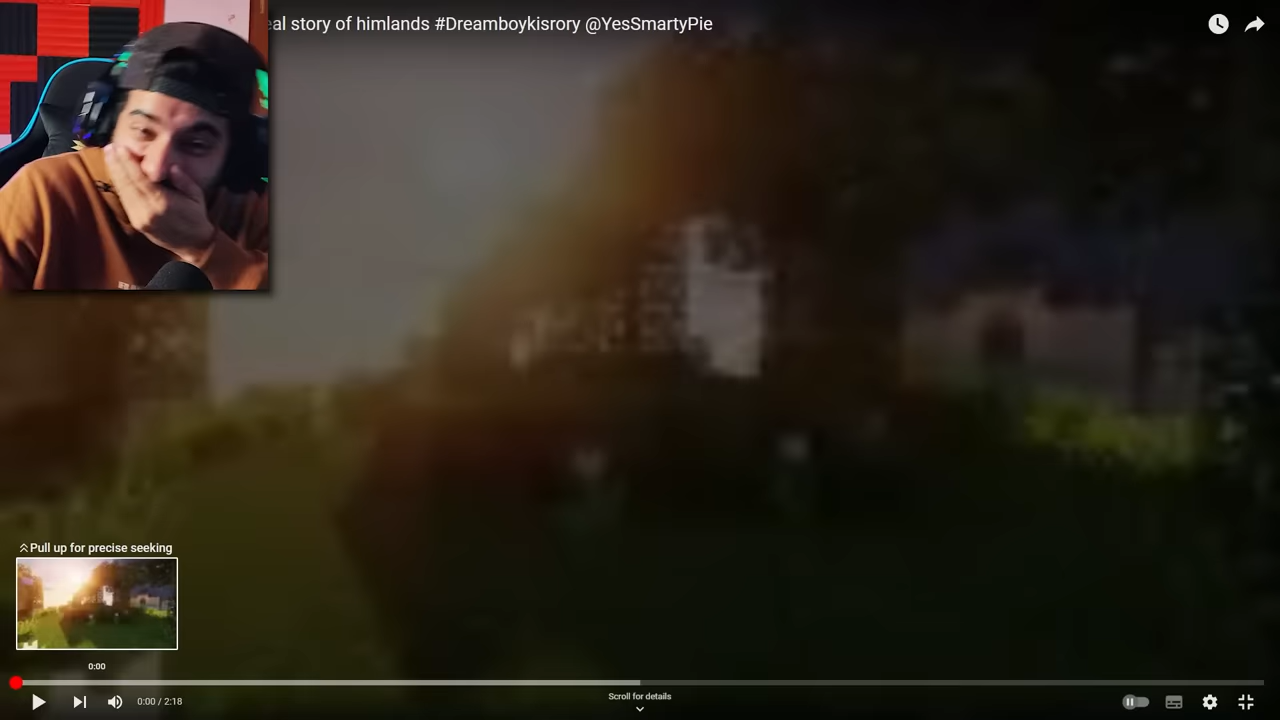 eal story of himlands #Dreamboykisrory @YesSmartyPie
Pull up for precise seeking
0:00
0:00 / 2:18
Scroll for details